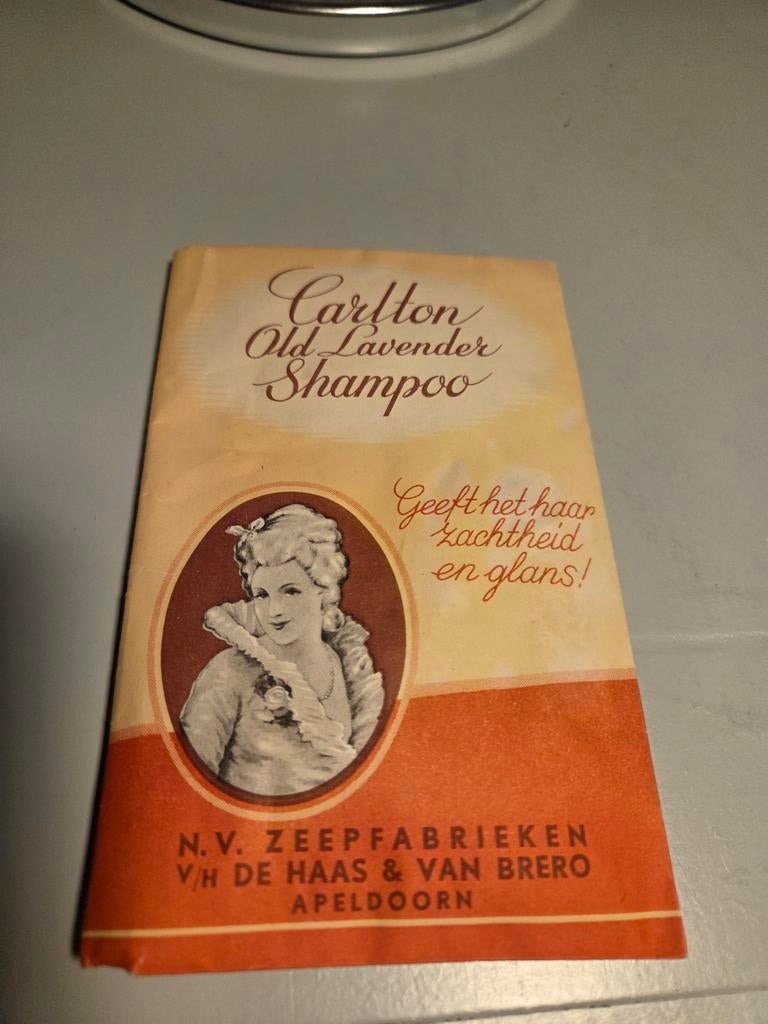 Carlton
Old Lavender
Shampoo
Geeft het haar
zachtheid
en glans!
N.V. ZEEPFABRIEKEN
V/H DE HAAS & VAN BRERO
APELDOORN